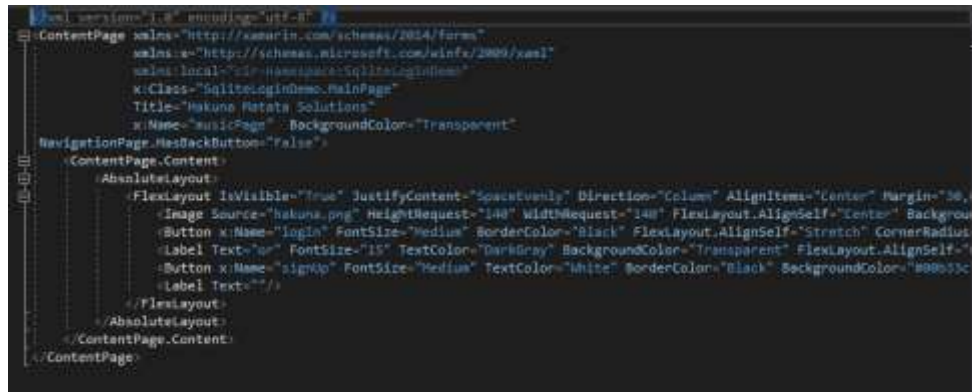 <?xml version="1.0" encoding="utf-8" ?>
<ContentPage xmlns="http://xamarin.com/schemas/2014/forms"
xmlns:x="http://schemas.microsoft.com/winfx/2009/xaml"
xmlns:local="clr-namespace:SqliteLoginDemo"
x:Class="SqliteLoginDemo.MainPage"
Title="Hakuna Matata Solutions"
x:Name="musicPage" BackgroundColor="Transparent"
NavigationPage.HasBackButton="False">
<ContentPage.Content>
<AbsoluteLayout>
<FlexLayout IsVisible="True" JustifyContent="SpaceEvenly" Direction="Column" AlignItems="Center" Margin="30,
<Image Source="hakuna.png" HeightRequest="140" WidthRequest="140" FlexLayout.AlignSelf="Center" Backgrou
<Button x:Name="login" FontSize="Medium" BorderColor="Black" FlexLayout.AlignSelf="Stretch" CornerRadius
<Label Text="or" FontSize="15" TextColor="DarkGray" BackgroundColor="Transparent" FlexLayout.AlignSelf="
<Button x:Name="signUp" FontSize="Medium" TextColor="White" BorderColor="Black" BackgroundColor=
<Label Text=""/>
</FlexLayout>
</AbsoluteLayout>
</ContentPage.Content>
</ContentPage>